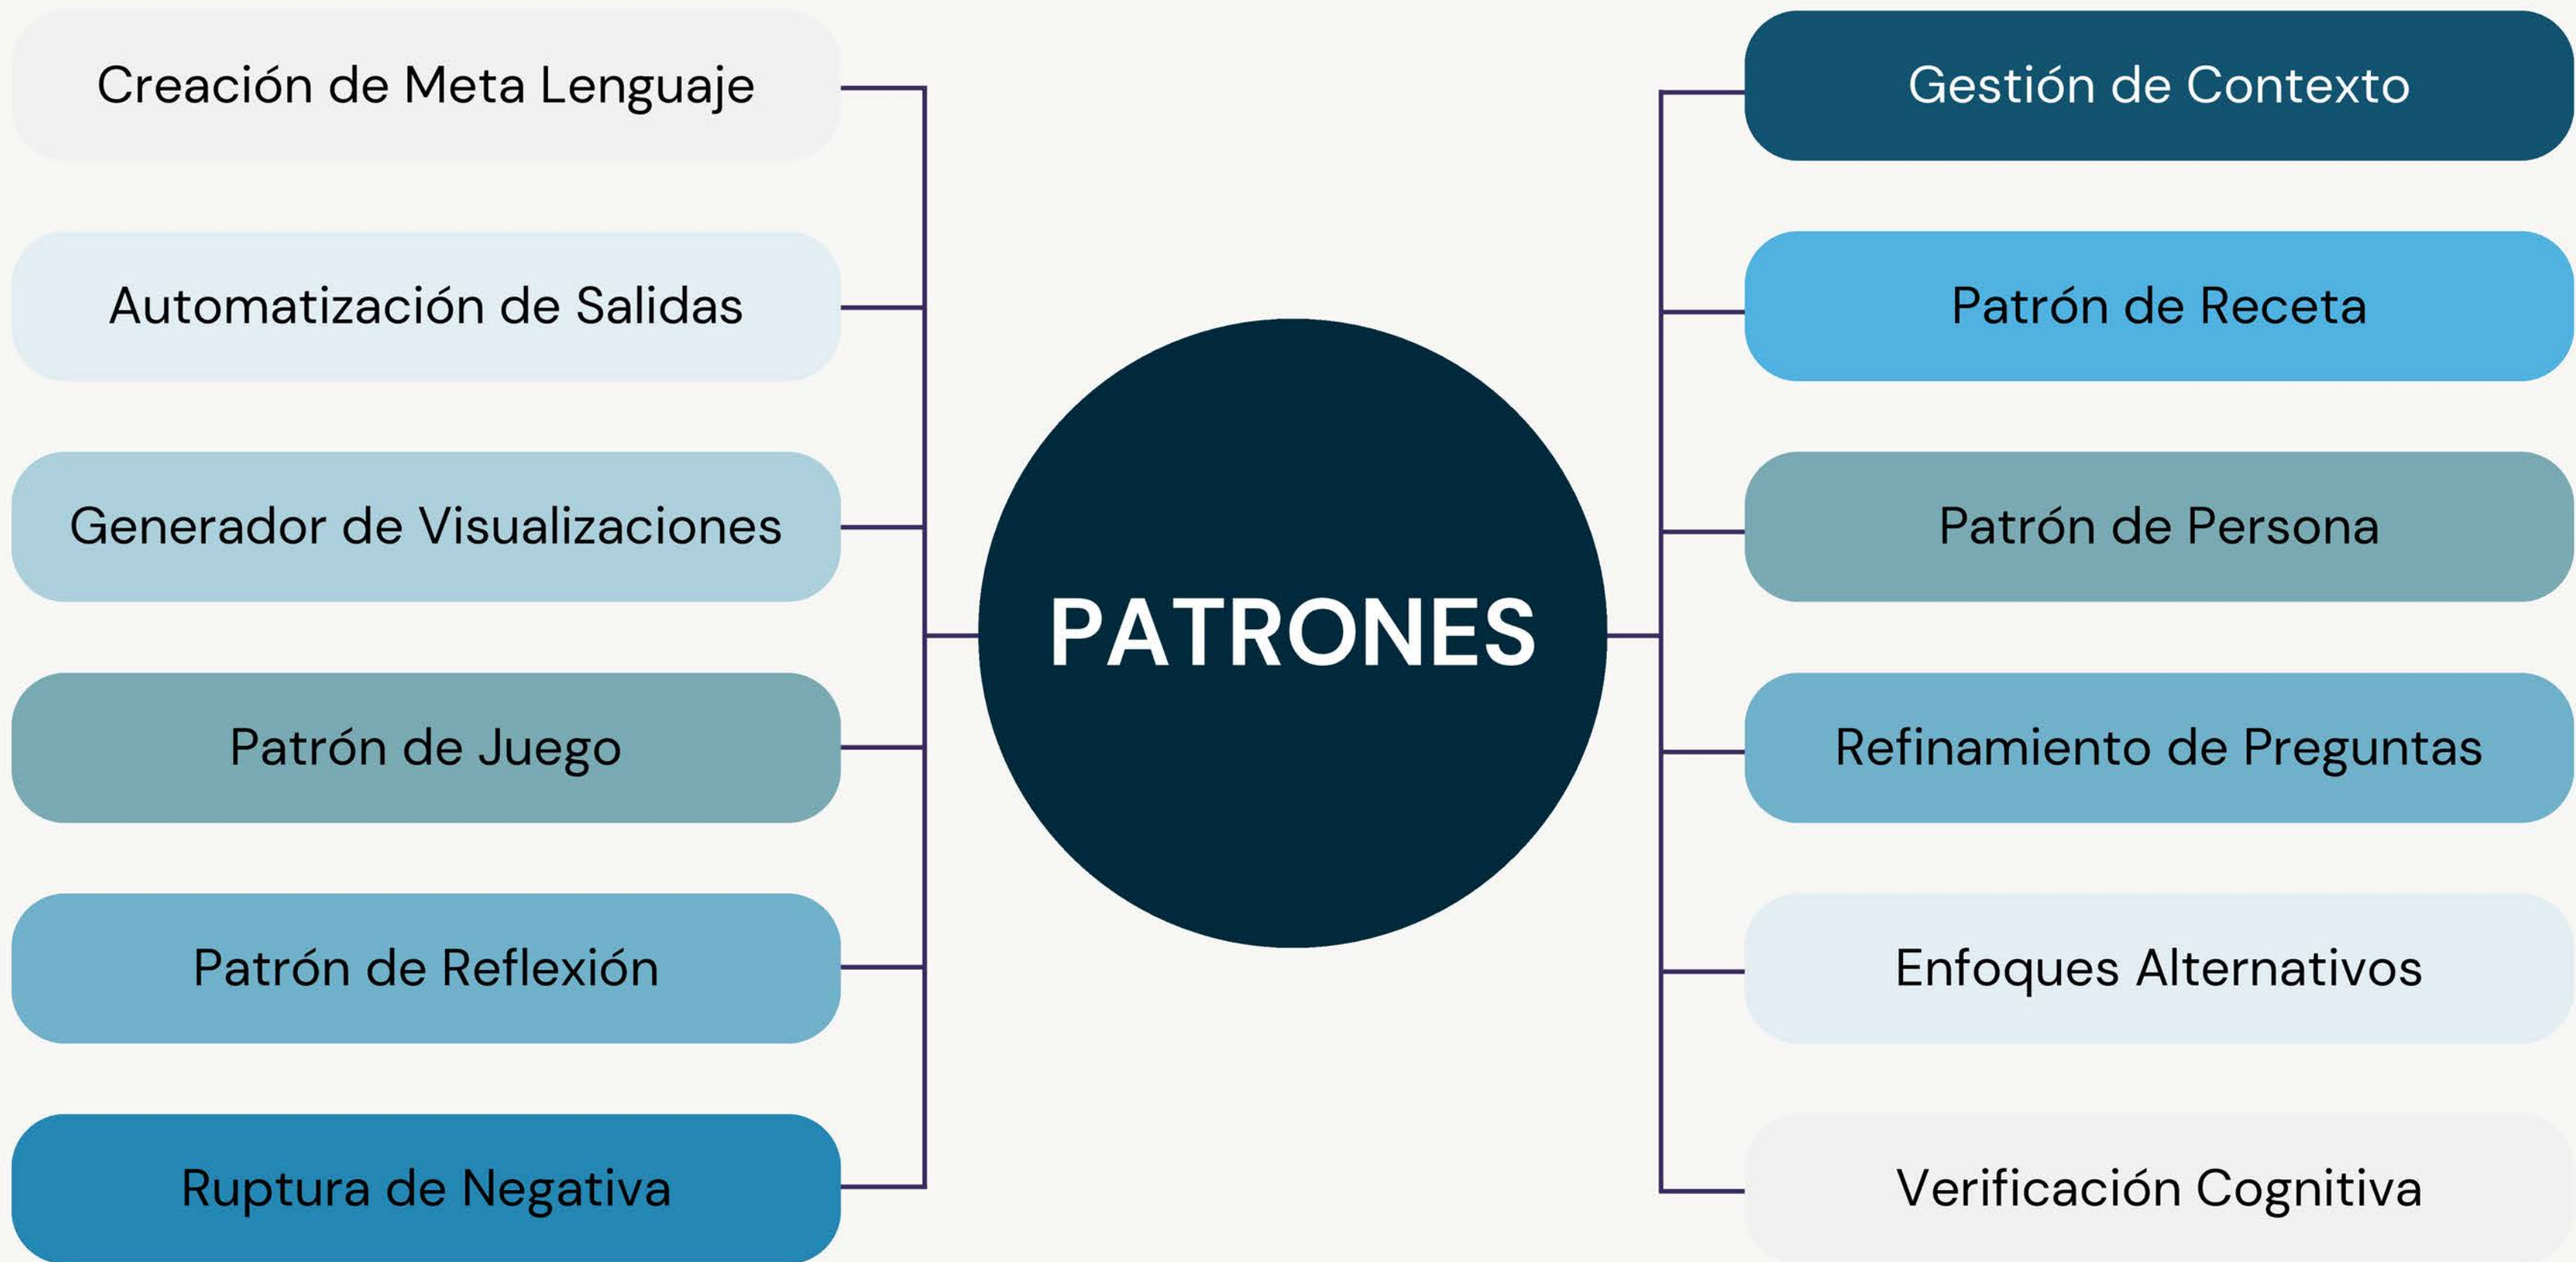 Creación de Meta Lenguaje
Automatización de Salidas
Generador de Visualizaciones
Patrón de Juego
Patrón de Reflexión
Ruptura de Negativa
PATRONES
Gestión de Contexto
Patrón de Receta
Patrón de Persona
Refinamiento de Preguntas
Enfoques Alternativos
Verificación Cognitiva